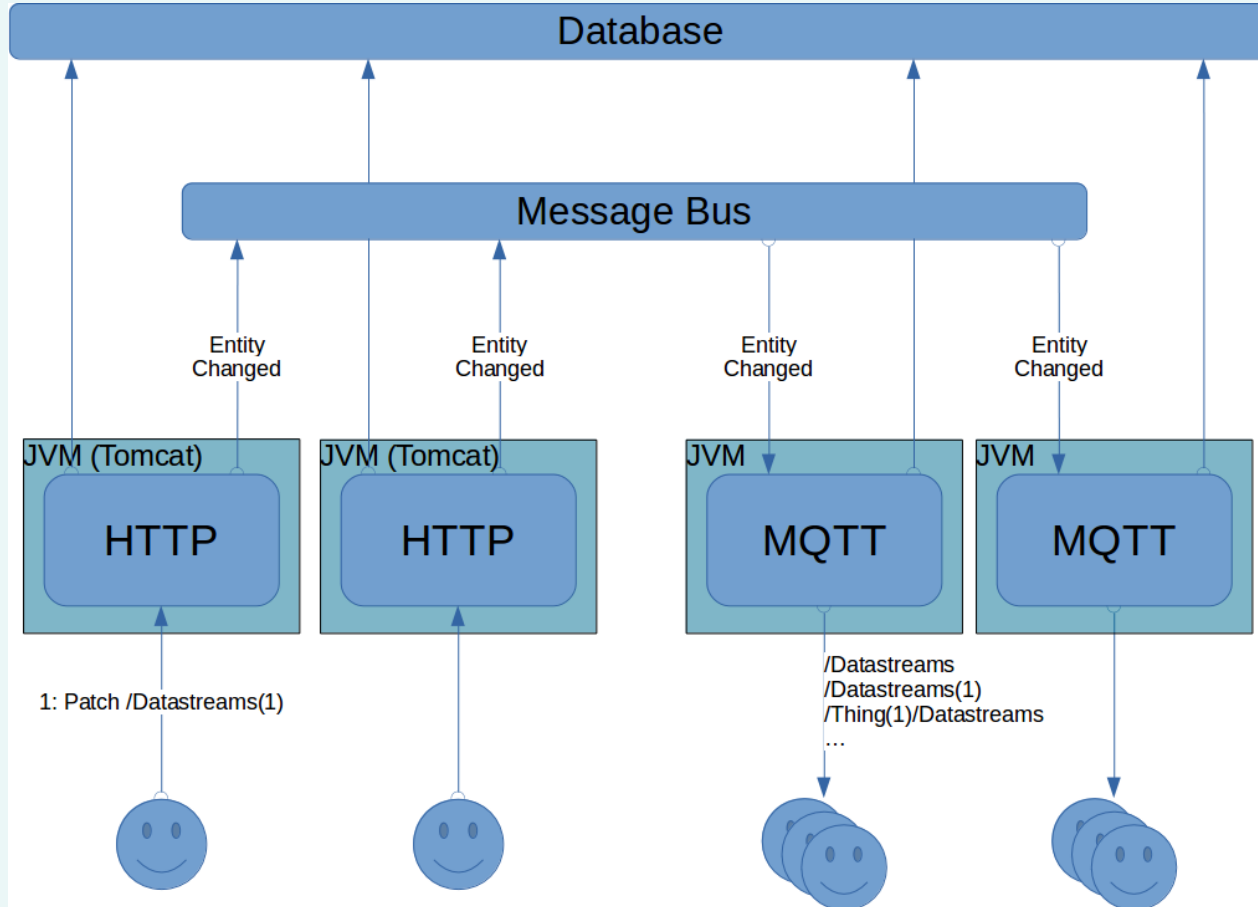 Database
Message Bus
Entity
Changed
Entity
Changed
Entity
Changed
Entity
Changed
JVM (Tomcat)
JVM (Tomcat)
JVM
JVM
HTTP
HTTP
MQTT
MQTT
1: Patch /Datastreams(1)
/Datastreams
/Datastreams(1)
/Thing(1)/Datastreams
…